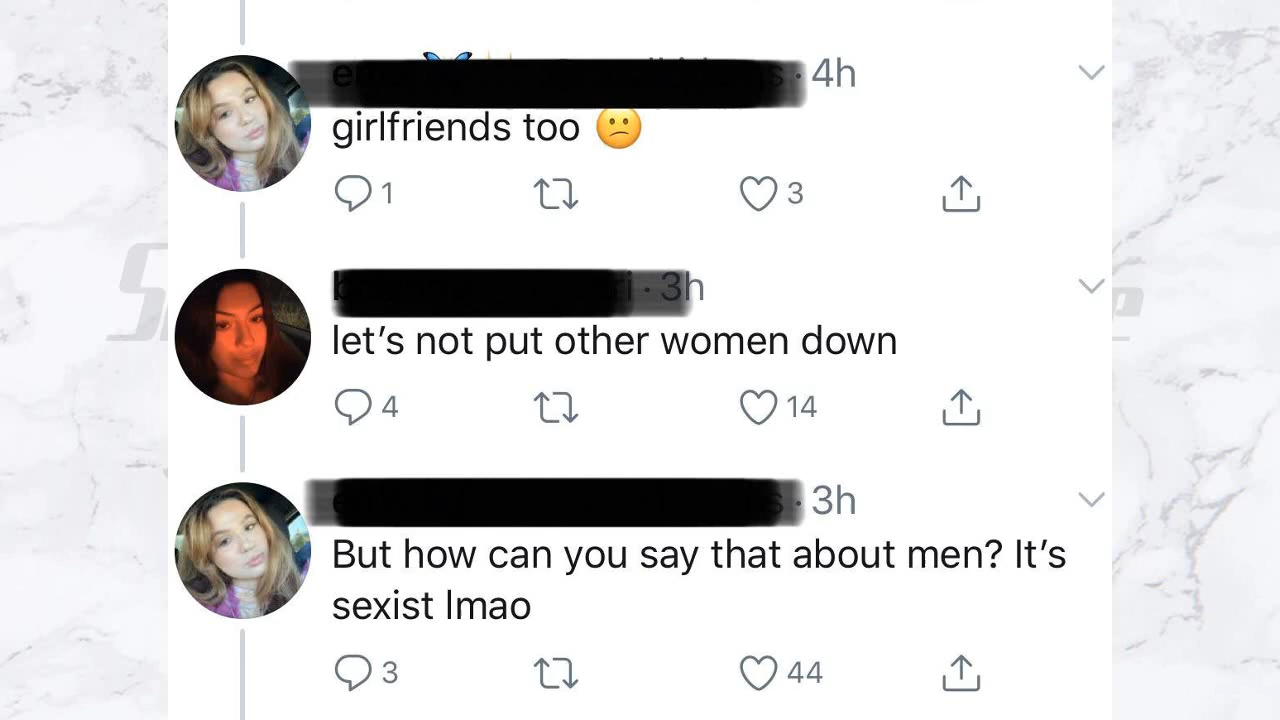 4h
girlfriends too 😕
1 3
3h
let's not put other women down
4 14
3h
But how can you say that about men? It's
sexist lmao
3 44